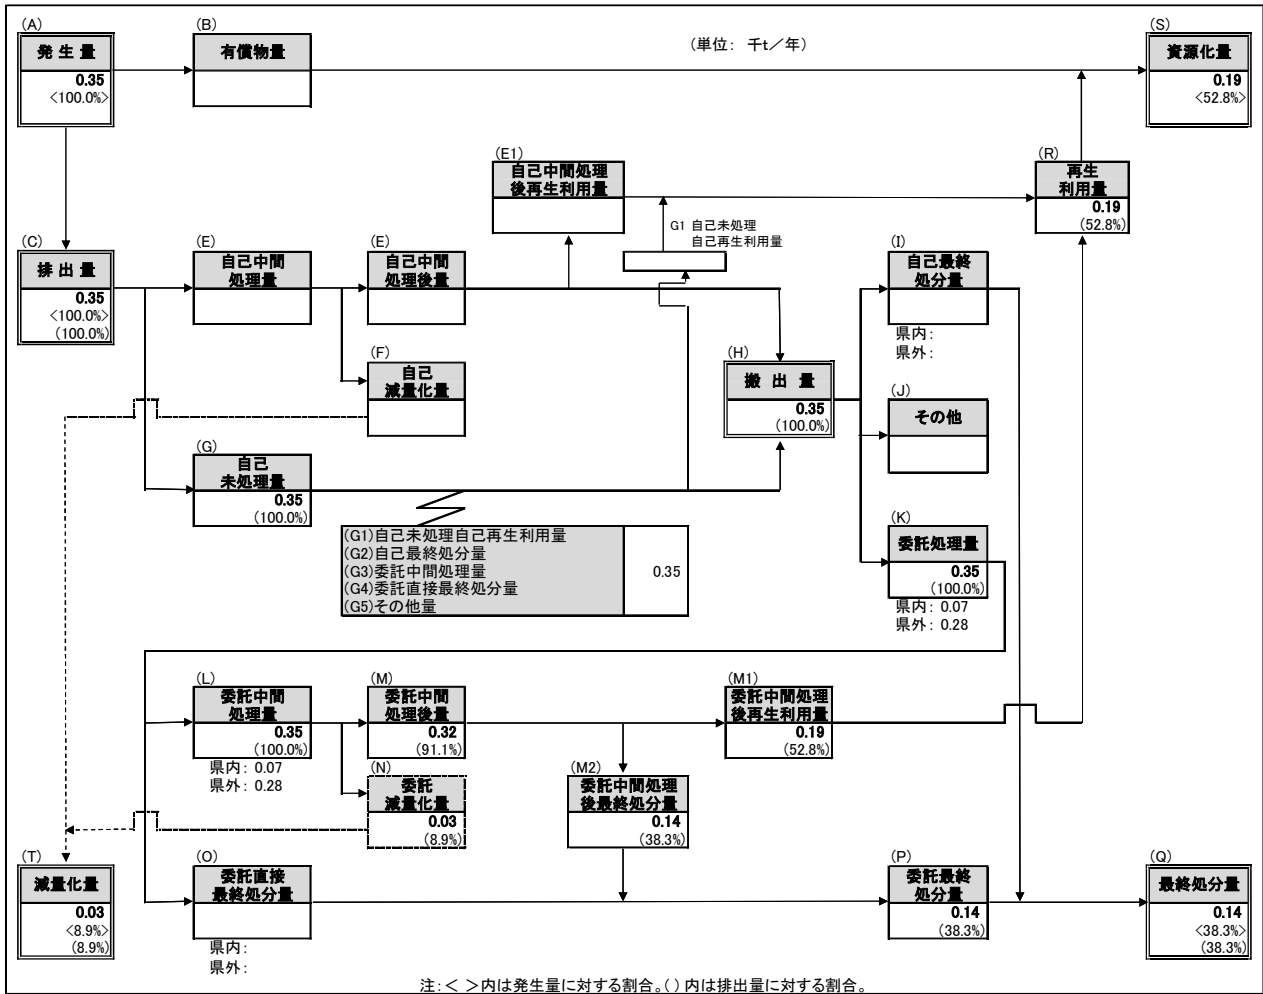 (A)
発 生 量
0.35
<100.0%>
(B)
有償物量
(単位： 千t／年)
(S)
資源化量
0.19
<52.8%>
(E1)
自己中間処理
後再生利用量
(R)
再生
利用量
0.19
(52.8%)
G1 自己未処理
自己再生利用量
(C)
排 出 量
0.35
<100.0%>
(100.0%)
(E)
自己中間
処理量
(E)
自己中間
処理後量
(I)
自己最終
処分量
県内：
県外：
(F)
自己
減量化量
(H)
搬 出 量
0.35
(100.0%)
(J)
その他
(G)
自己
未処理量
0.35
(100.0%)
(G1)自己未処理自己再生利用量
(G2)自己最終処分量
(G3)委託中間処理量
(G4)委託直接最終処分量
(G5)その他量
0.35
(K)
委託処理量
0.35
(100.0%)
県内： 0.07
県外： 0.28
(L)
委託中間
処理量
0.35
(100.0%)
県内： 0.07
県外： 0.28
(M)
委託中間
処理後量
0.32
(91.1%)
(M1)
委託中間処理
後再生利用量
0.19
(52.8%)
(N)
委託
減量化量
0.03
(8.9%)
(M2)
委託中間処理
後最終処分量
0.14
(38.3%)
(T)
減量化量
0.03
<8.9%>
(8.9%)
(O)
委託直接
最終処分量
県内：
県外：
(P)
委託最終
処分量
0.14
(38.3%)
(Q)
最終処分量
0.14
<38.3%>
(38.3%)
注：＜ ＞内は発生量に対する割合。( ) 内は排出量に対する割合。